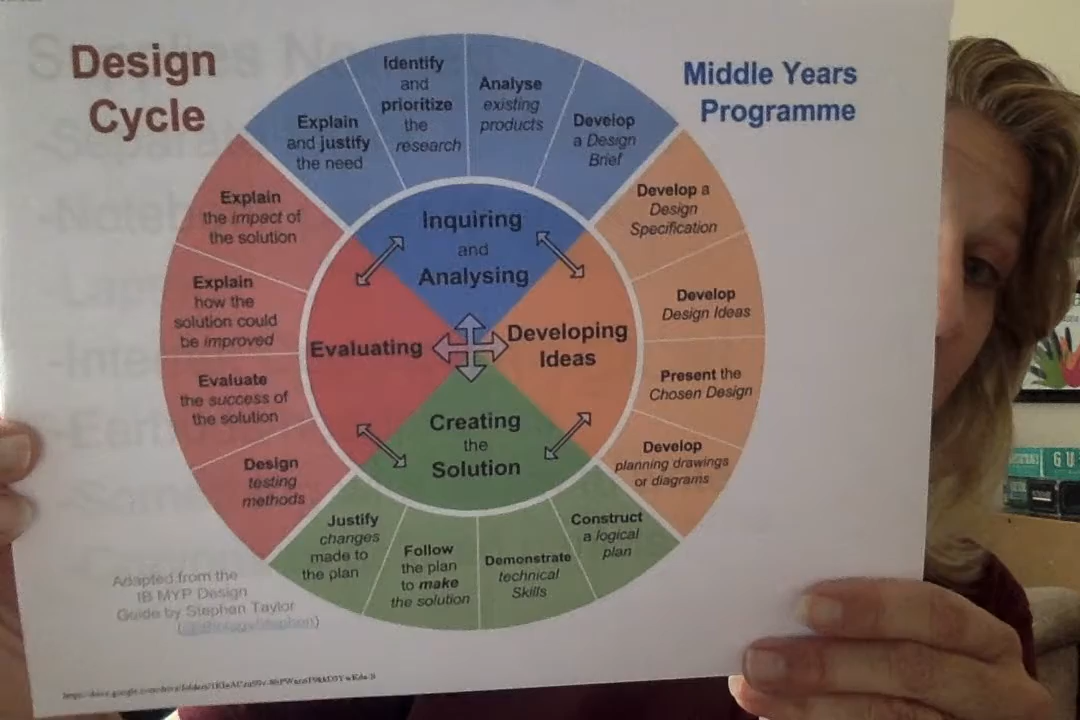 Design
Cycle
Middle Years
Programme
Explain
and justify
the need
Identify
and
prioritize
the
research
Analyse
existing
products
Develop
a Design
Brief
Develop a
Design
Specification
Develop
Design Ideas
Present the
Chosen Design
Develop
planning drawings
or diagrams
Construct
a logical
plan
Demonstrate
technical
Skills
Follow
the plan
to make
the solution
Justify
changes
made to
the plan
Design
testing
methods
Evaluate
the success of
the solution
Explain
how the
solution could
be improved
Explain
the impact of
the solution
Inquiring
and
Analysing
Developing
Ideas
Creating
the
Solution
Evaluating
Adapted from the
IB MYP Design
Guide by Stephen Taylor